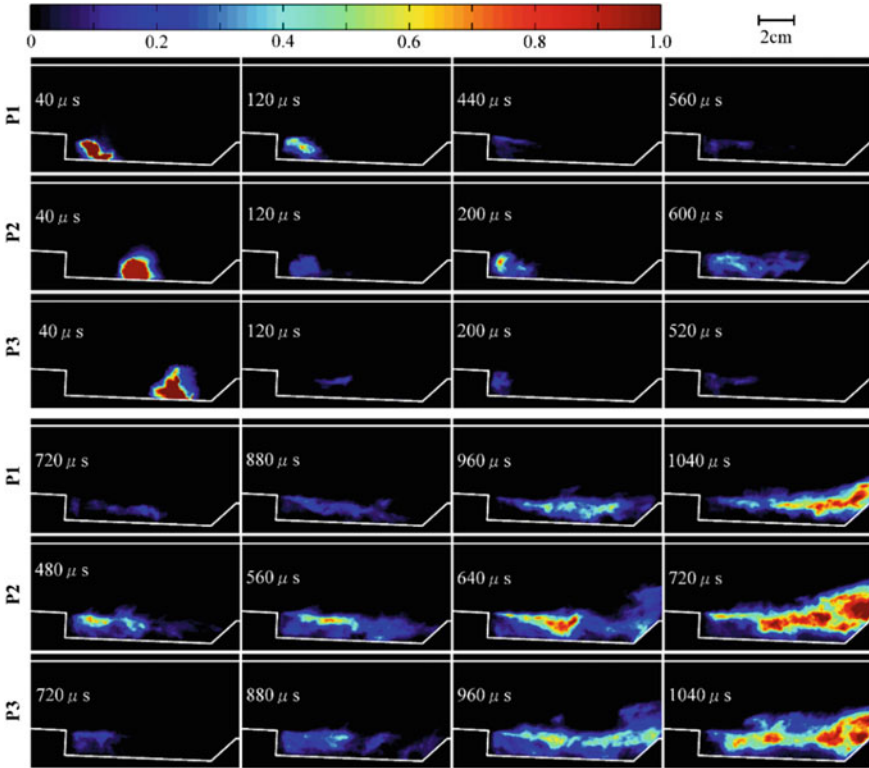 0 0.2 0.4 0.6 0.8 1.0 2cm
P1 40 μ s 120 μ s 440 μ s 560 μ s
P2 40 μ s 120 μ s 200 μ s 600 μ s
P3 40 μ s 120 μ s 200 μ s 520 μ s
P1 720 μ s 880 μ s 960 μ s 1040 μ s
P2 480 μ s 560 μ s 640 μ s 720 μ s
P3 720 μ s 880 μ s 960 μ s 1040 μ s